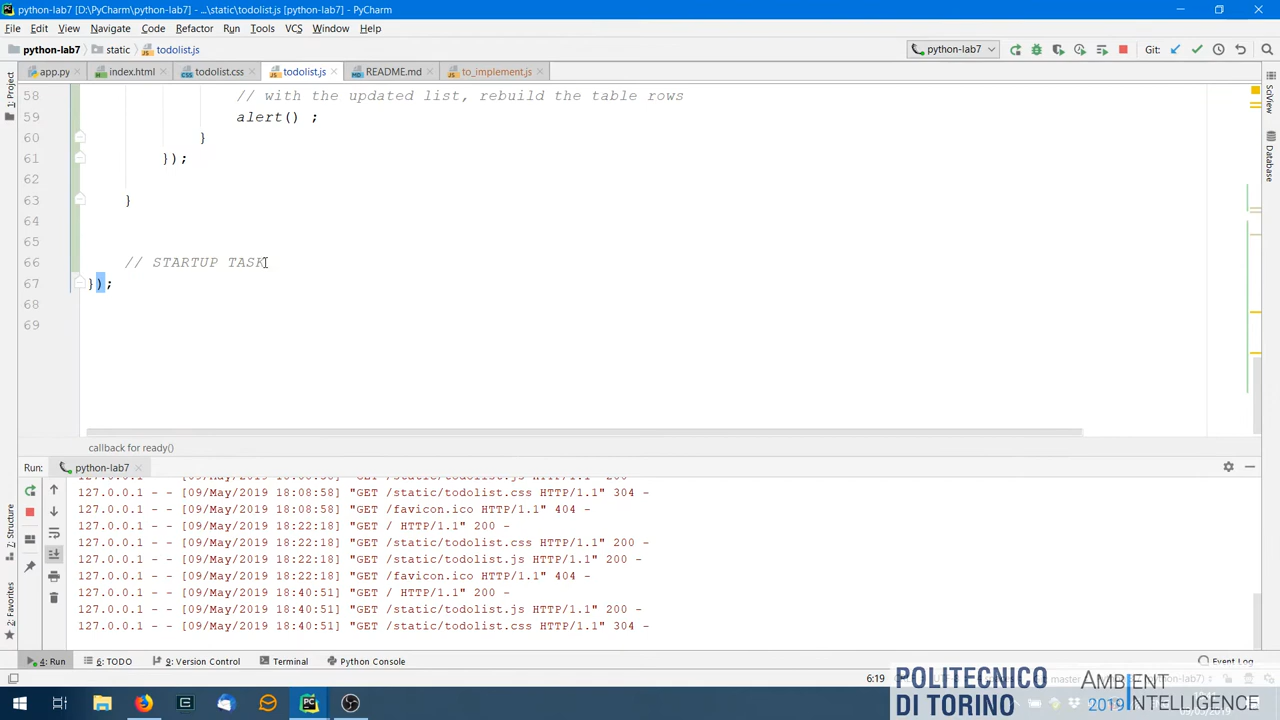 python-lab7 [D:\PyCharm\python-lab7] - ...\static\todolist.js [python-lab7] - PyCharm
File Edit View Navigate Code Refactor Run Tools VCS Window Help
python-lab7 static todolist.js python-lab7 Git:
app.py index.html todolist.css todolist.js README.md to_implement.js
1: Project
SciView
Database
58 // with the updated list, rebuild the table rows
59 alert() ;
60 }
61 });
62
63 }
64
65
66 // STARTUP TASK
67 });
68
69
callback for ready()
Run: python-lab7
127.0.0.1 - - [09/May/2019 18:08:58] "GET /static/todolist.css HTTP/1.1" 304 -
127.0.0.1 - - [09/May/2019 18:08:58] "GET /favicon.ico HTTP/1.1" 404 -
127.0.0.1 - - [09/May/2019 18:22:18] "GET / HTTP/1.1" 200 -
127.0.0.1 - - [09/May/2019 18:22:18] "GET /static/todolist.css HTTP/1.1" 200 -
127.0.0.1 - - [09/May/2019 18:22:18] "GET /static/todolist.js HTTP/1.1" 200 -
127.0.0.1 - - [09/May/2019 18:22:18] "GET /favicon.ico HTTP/1.1" 404 -
127.0.0.1 - - [09/May/2019 18:40:51] "GET / HTTP/1.1" 200 -
127.0.0.1 - - [09/May/2019 18:40:51] "GET /static/todolist.js HTTP/1.1" 200 -
127.0.0.1 - - [09/May/2019 18:40:51] "GET /static/todolist.css HTTP/1.1" 304 -
7: Structure
2: Favorites
4: Run 6: TODO 9: Version Control Terminal Python Console Event Log
6:19
POLITECNICO
DI TORINO
AMBIENT
2019 INTELLIGENCE